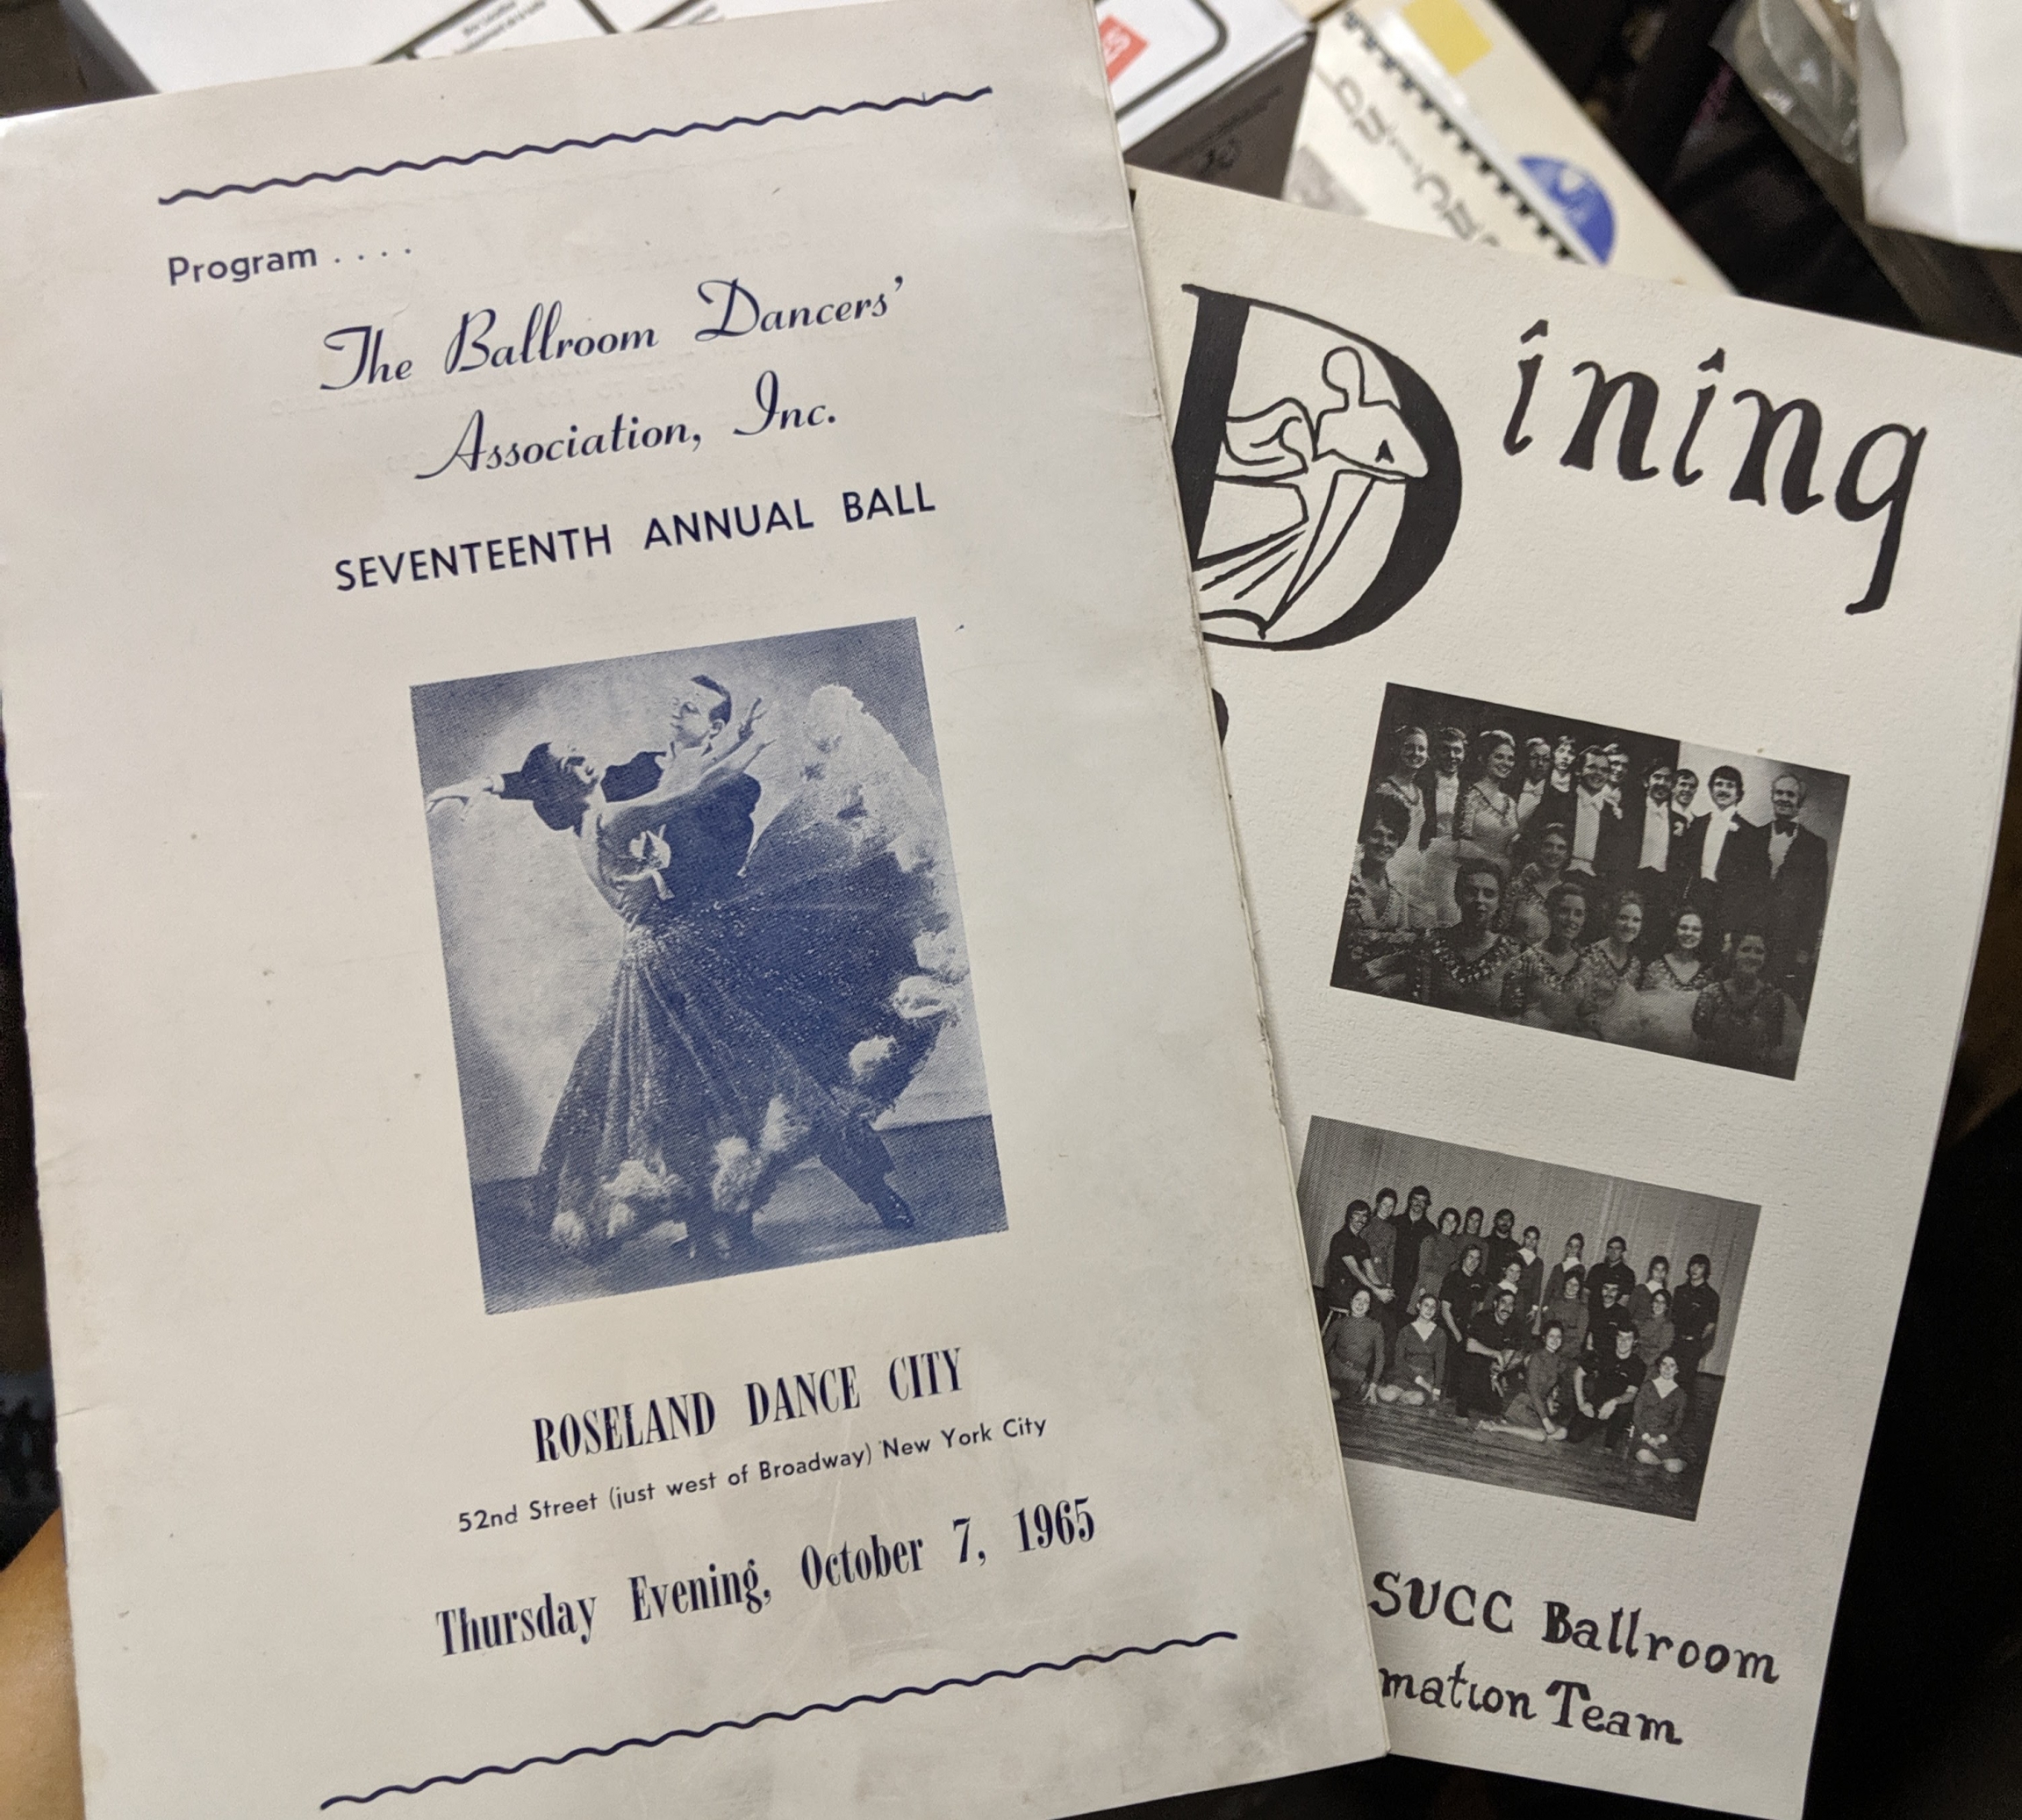 Program . . . .
The Ballroom Dancers'
Association, Inc.
SEVENTEENTH ANNUAL BALL
ROSELAND DANCE CITY
52nd Street (just west of Broadway) New York City
Thursday Evening, October 7, 1965
Dining
SUCC Ballroom
mation Team